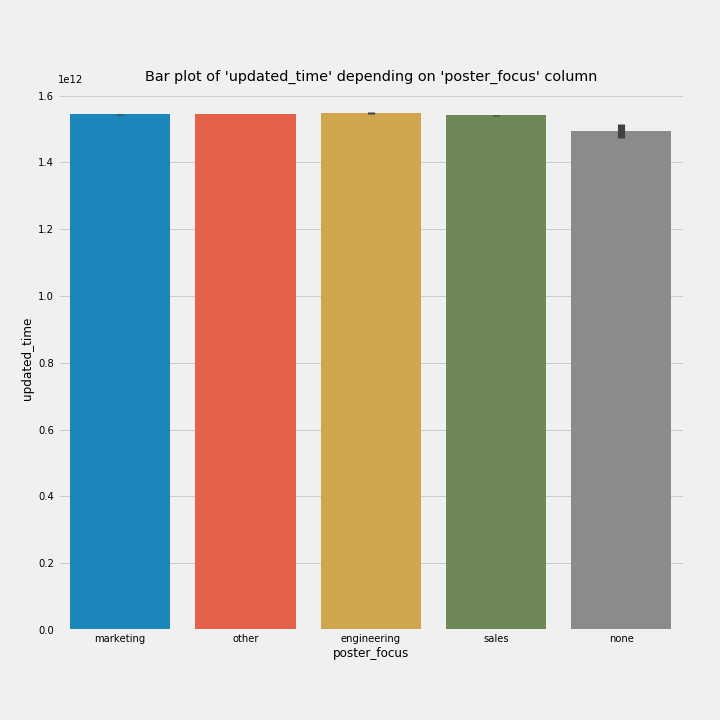 Bar plot of 'updated_time' depending on 'poster_focus' column
1e12
1.6
1.4
1.2
1.0
0.8
0.6
0.4
0.2
0.0
updated_time
marketing other engineering sales none
poster_focus